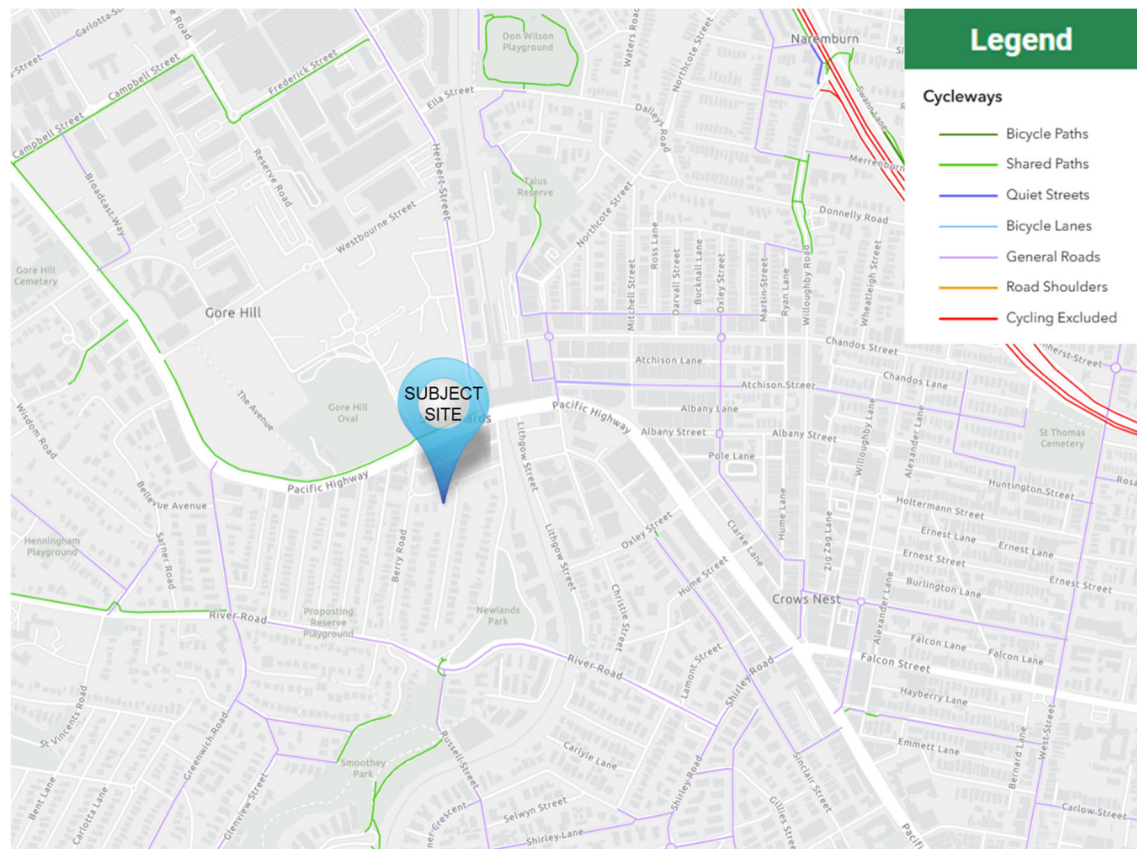 Legend
Cycleways
Bicycle Paths
Shared Paths
Quiet Streets
Bicycle Lanes
General Roads
Road Shoulders
Cycling Excluded
Carlotta Street
Campbell Street
Frederick Street
Don Wilson
Playground
Waters Road
Northcote Street
Naremburn
Ella Street
Dalleys
Road
Swann Lane
Campbell Street
Reserve Road
Broadcast Way
Herbert Street
Talus
Reserve
Merrenburn
Westbourne Street
Northcote Street
Donnelly Road
Gore Hill
Cemetery
Gore Hill
Mitchell Street
Ross Lane
Darvall Street
Bucknall Lane
Oxley Street
Martin Street
Ryan Lane
Willoughby Road
Wheatleigh Street
Chandos Street
Atchison Lane
Chandos Lane
Atchison Street
SUBJECT
SITE
The Avenue
Gore Hill
Oval
Pacific Highway
Albany Lane
Albany Street
Albany Street
Pole Lane
Willoughby Lane
Alexander Lane
St Thomas
Cemetery
Wisdom Road
Pacific Highway
Lithgow Street
Huntington Street
Bellevue Avenue
Holtermann Street
Henningham
Playground
Sarner Road
Berry Road
Lithgow Street
Oxley Street
Clarke Lane
Hume Lane
Zig Zag Lane
Ernest Lane
Ernest Lane
Ernest Street
Ernest Street
Hume Street
Burlington Lane
Christie Street
Crows Nest
Alexander Lane
River Road
Proposting
Reserve
Playground
Newlands
Park
River Road
Falcon Lane
Falcon Lane
Falcon Street
Lamont Street
Shirley Road
Hayberry Lane
St Vincents Road
Greenwich Road
Russell Street
Carlyle Lane
Emmett Lane
Bernard Lane
West Street
Smoothey
Park
Sinclair Street
Bent Lane
Carlotta Lane
Glenview Street
Selwyn Street
Shirley Road
Gillies Street
Carlow Street
Shirley Lane